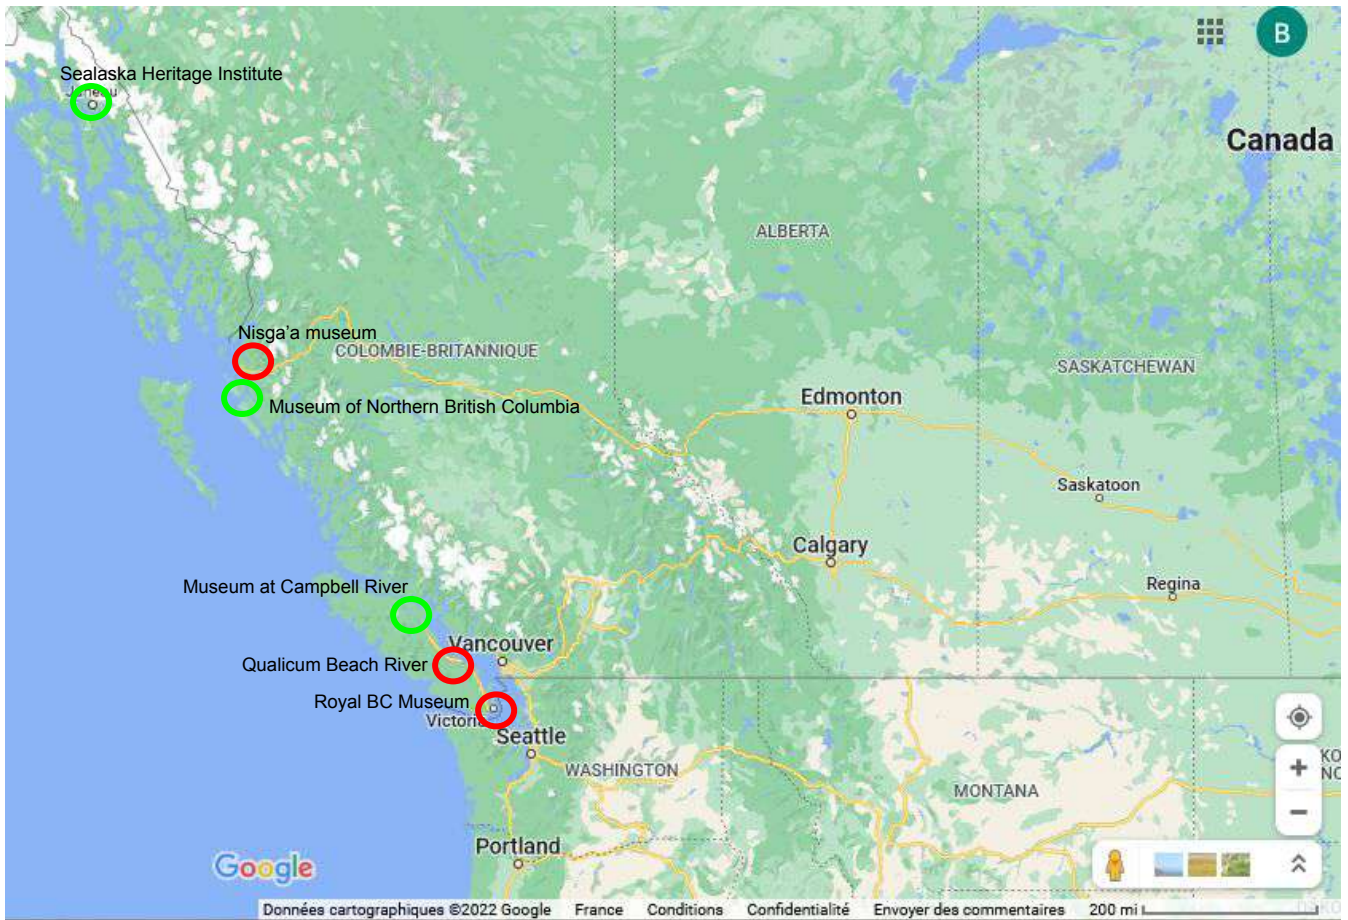 B
Sealaska Heritage Institute
Juneau
Canada
ALBERTA
Nisga'a museum
COLOMBIE-BRITANNIQUE
SASKATCHEWAN
Edmonton
Museum of Northern British Columbia
Saskatoon
Calgary
Museum at Campbell River
Regina
Vancouver
Qualicum Beach River
Royal BC Museum
Victoria
Seattle
WASHINGTON
MONTANA
Portland
Google
Données cartographiques ©2022 Google France Conditions Confidentialité Envoyer des commentaires 200 mi